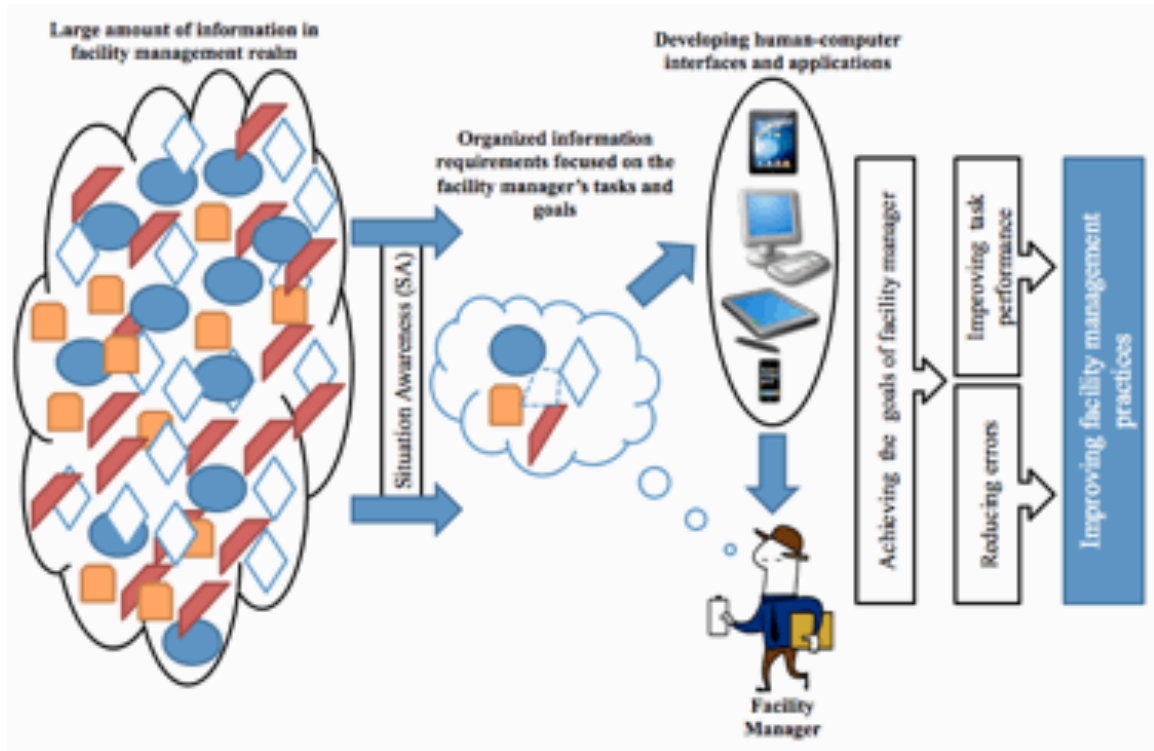 Large amount of information in
facility management realm
Developing human-computer
interfaces and applications
Organized information
requirements focused on the
facility manager's tasks and
goals
Situation Awareness (SA)
Achieving the goals of facility manager
Improving task
performance
Reducing errors
Improving facility management
practices
Facility
Manager